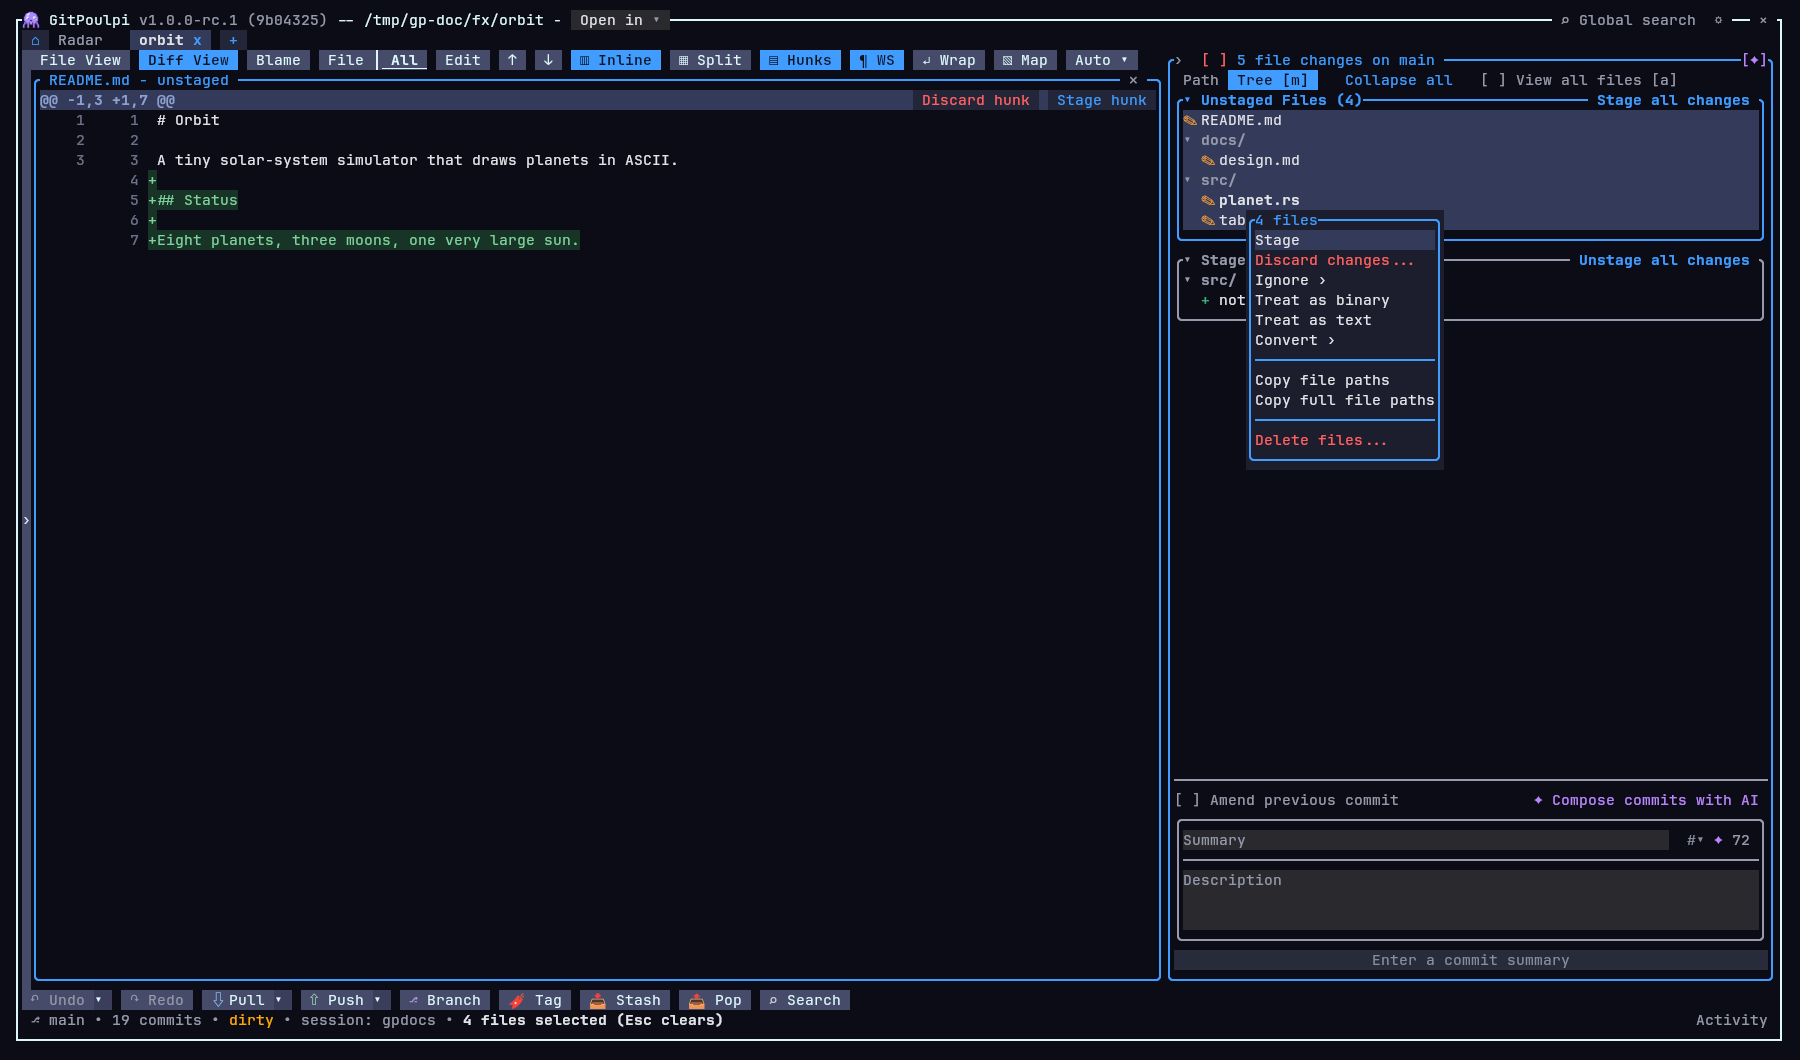 GitPoulpi v1.0.0-rc.1 (9b04325) -- /tmp/gp-doc/fx/orbit - Open in ▾ ⌕ Global search ⚙ ×
⌂ Radar orbit x +
File View Diff View Blame File All Edit ↑ ↓ ▥ Inline ▦ Split ▤ Hunks ¶ WS ↲ Wrap ▧ Map Auto ▾
README.md - unstaged ×
@@ -1,3 +1,7 @@ Discard hunk Stage hunk
1 1 # Orbit
2 2
3 3 A tiny solar-system simulator that draws planets in ASCII.
4 +
5 +## Status
6 +
7 +Eight planets, three moons, one very large sun.
›
› [ ] 5 file changes on main [✦]
Path Tree [m] Collapse all [ ] View all files [a]
▾ Unstaged Files (4) Stage all changes
✎ README.md
▾ docs/
✎ design.md
▾ src/
✎ planet.rs
✎ tab
▾ Stage Unstage all changes
▾ src/
+ not
4 files
Stage
Discard changes...
Ignore ›
Treat as binary
Treat as text
Convert ›
Copy file paths
Copy full file paths
Delete files...
[ ] Amend previous commit ✦ Compose commits with AI
Summary #▾ ✦ 72
Description
Enter a commit summary
↶ Undo ▾ ↷ Redo ⇩ Pull ▾ ⇧ Push ▾ ⎇ Branch Tag Stash Pop ⌕ Search
⎇ main • 19 commits • dirty • session: gpdocs • 4 files selected (Esc clears) Activity